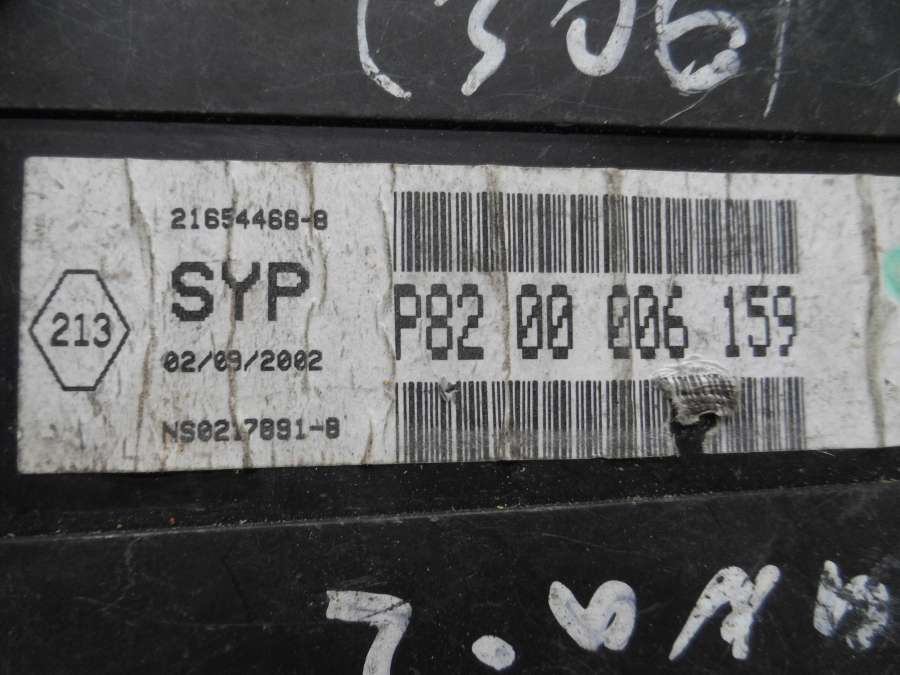 21654468-8
SYP
213
02/09/2002
NS0217891-8
P82 00 006 159